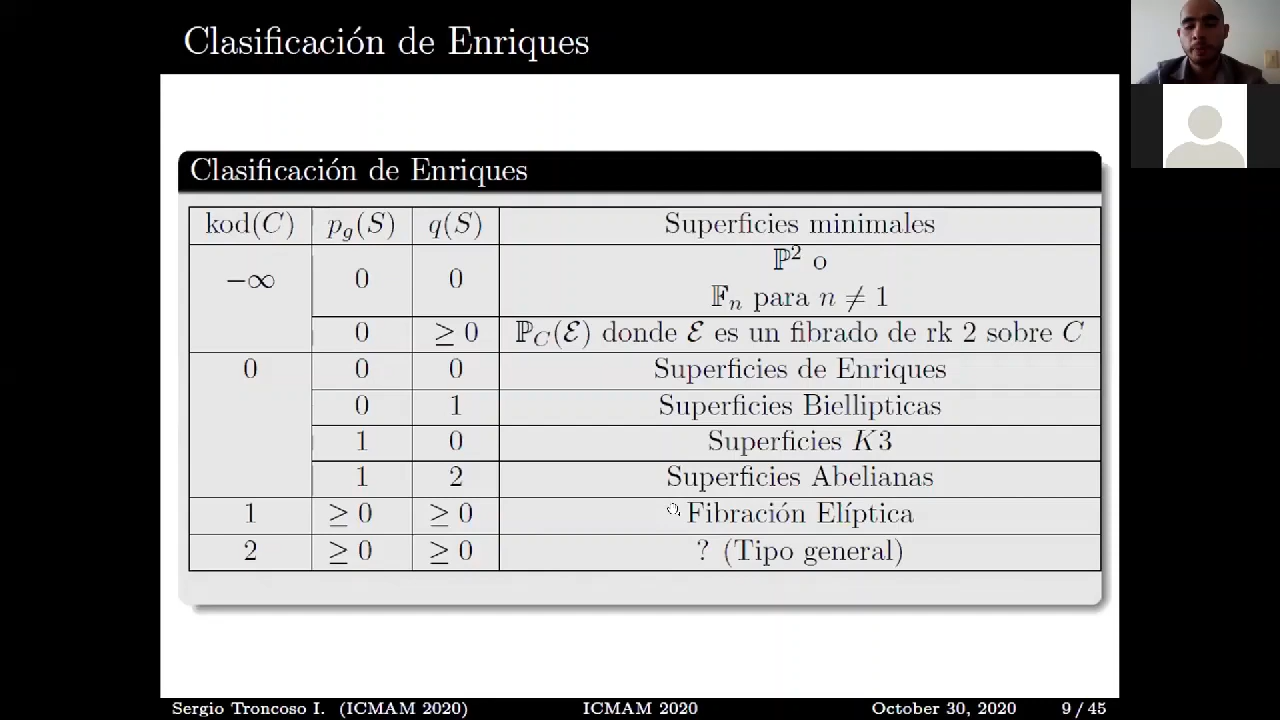 Clasificación de Enriques
Clasificación de Enriques
kod(C) p_g(S) q(S) Superficies minimales
−∞ 0 0 ℙ² o
𝔽_n para n ≠ 1
0 ≥ 0 ℙ_C(ℰ) donde ℰ es un fibrado de rk 2 sobre C
0 0 0 Superficies de Enriques
0 1 Superficies Biellipticas
1 0 Superficies K3
1 2 Superficies Abelianas
1 ≥ 0 ≥ 0 Fibración Elíptica
2 ≥ 0 ≥ 0 ? (Tipo general)
Sergio Troncoso I. (ICMAM 2020) ICMAM 2020 October 30, 2020 9 / 45